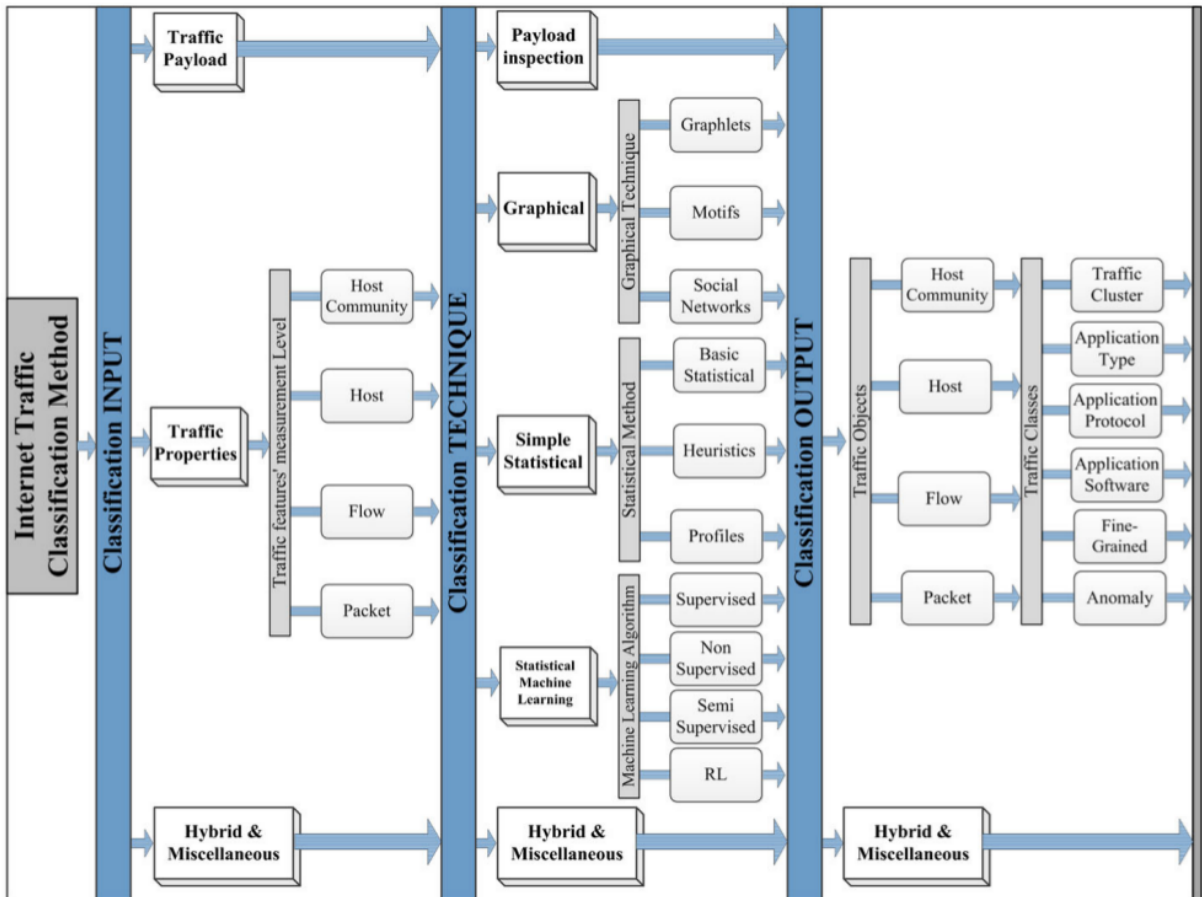 Internet Traffic
Classification Method
Classification INPUT
Traffic
Payload
Traffic
Properties
Hybrid &
Miscellaneous
Traffic features' measurement Level
Host
Community
Host
Flow
Packet
Classification TECHNIQUE
Payload
inspection
Graphical
Graphical Technique
Graphlets
Motifs
Social
Networks
Simple
Statistical
Statistical Method
Basic
Statistical
Heuristics
Profiles
Statistical
Machine
Learning
Machine Learning Algorithm
Supervised
Non
Supervised
Semi
Supervised
RL
Hybrid &
Miscellaneous
Classification OUTPUT
Traffic Objects
Host
Community
Host
Flow
Packet
Traffic Classes
Traffic
Cluster
Application
Type
Application
Protocol
Application
Software
Fine-
Grained
Anomaly
Hybrid &
Miscellaneous